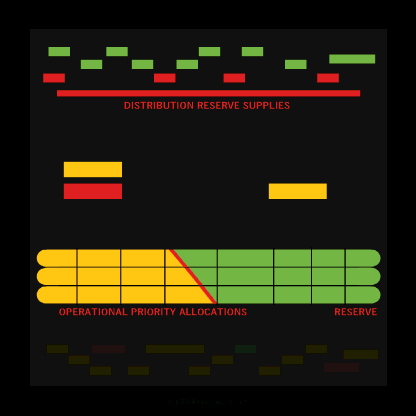 DISTRIBUTION RESERVE SUPPLIES
OPERATIONAL PRIORITY ALLOCATIONS RESERVE